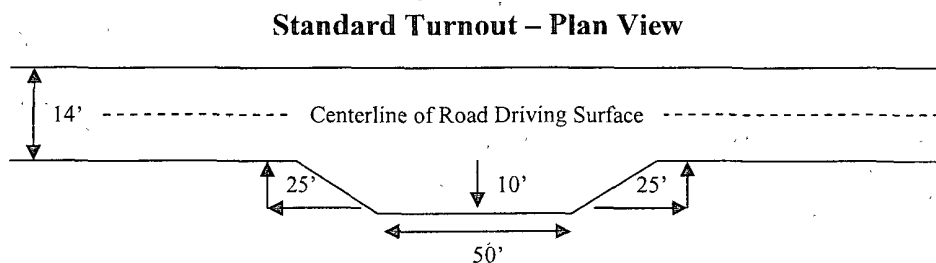 Standard Turnout – Plan View
14'
Centerline of Road Driving Surface
25'
10'
25'
50'